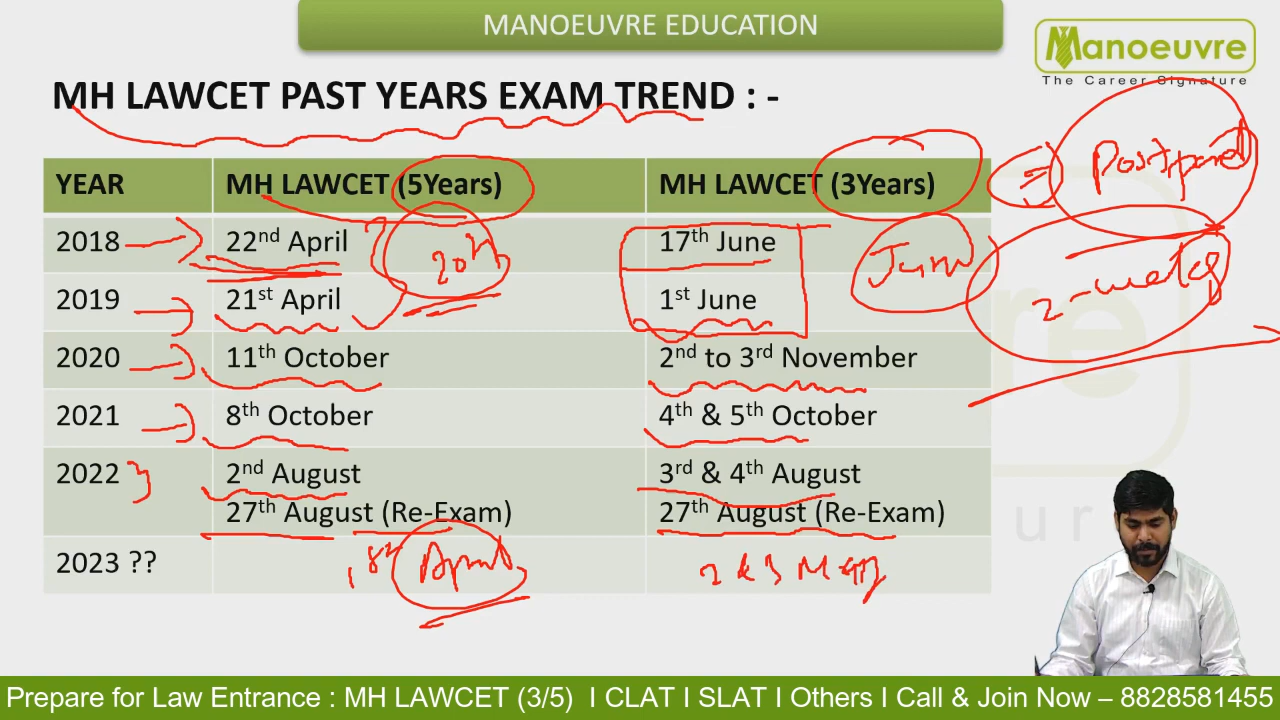 MANOEUVRE EDUCATION
Manoeuvre
The Career Signature
MH LAWCET PAST YEARS EXAM TREND : -
YEAR MH LAWCET (5Years) MH LAWCET (3Years)
2018 22nd April 17th June
2019 21st April 1st June
2020 11th October 2nd to 3rd November
2021 8th October 4th & 5th October
2022 2nd August 3rd & 4th August
27th August (Re-Exam) 27th August (Re-Exam)
2023 ??
20th
June
April
2 & 3 May
Prepare for Law Entrance : MH LAWCET (3/5) I CLAT I SLAT I Others I Call & Join Now – 8828581455